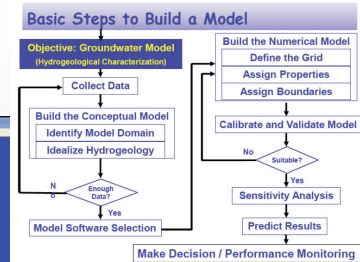 Basic Steps to Build a Model
Objective: Groundwater Model
(Hydrogeological Characterization)
Collect Data
Build the Conceptual Model
Identify Model Domain
Idealize Hydrogeology
N
o
Enough
Data?
Yes
Model Software Selection
Build the Numerical Model
Define the Grid
Assign Properties
Assign Boundaries
Calibrate and Validate Model
No
Suitable?
Yes
Sensitivity Analysis
Predict Results
Make Decision / Performance Monitoring